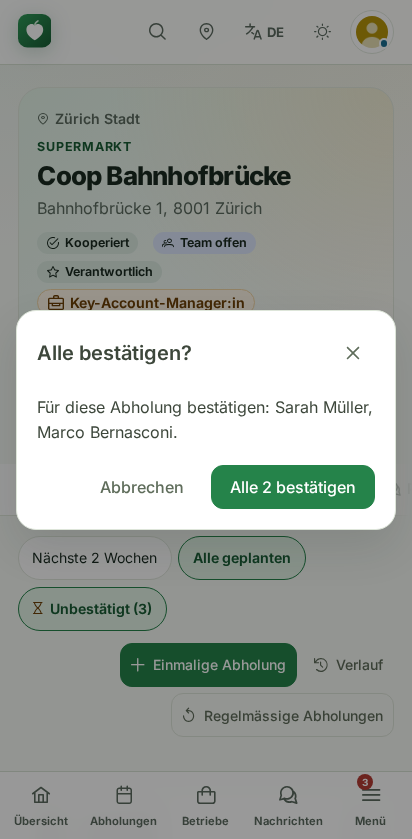 DE
Zürich Stadt
SUPERMARKT
Coop Bahnhofbrücke
Bahnhofbrücke 1, 8001 Zürich
Kooperiert
Team offen
Verantwortlich
Key-Account-Manager:in
Alle bestätigen?
Für diese Abholung bestätigen: Sarah Müller,
Marco Bernasconi.
Abbrechen
Alle 2 bestätigen
Nächste 2 Wochen
Alle geplanten
Unbestätigt (3)
Einmalige Abholung
Verlauf
Regelmässige Abholungen
3
Übersicht
Abholungen
Betriebe
Nachrichten
Menü